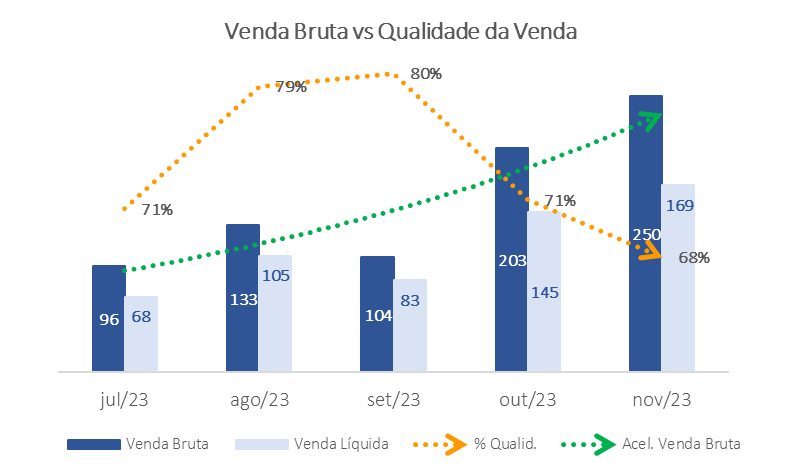 Venda Bruta vs Qualidade da Venda
71%
79%
80%
71%
68%
96
68
133
105
104
83
203
145
250
169
jul/23
ago/23
set/23
out/23
nov/23
Venda Bruta
Venda Líquida
% Qualid.
Acel. Venda Bruta